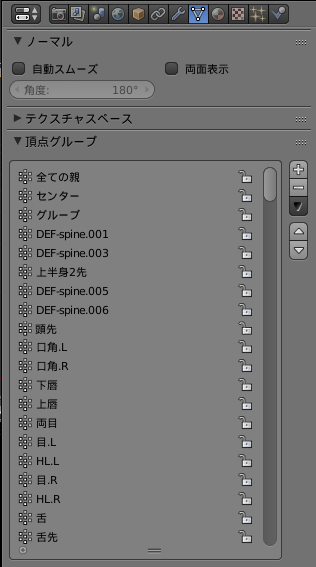 ノーマル
自動スムーズ 両面表示
角度: 180°
テクスチャスペース
頂点グループ
全ての親
センター
グルーブ
DEF-spine.001
DEF-spine.003
上半身2先
DEF-spine.005
DEF-spine.006
頭先
口角.L
口角.R
下唇
上唇
両目
目.L
HL.L
目.R
HL.R
舌
舌先